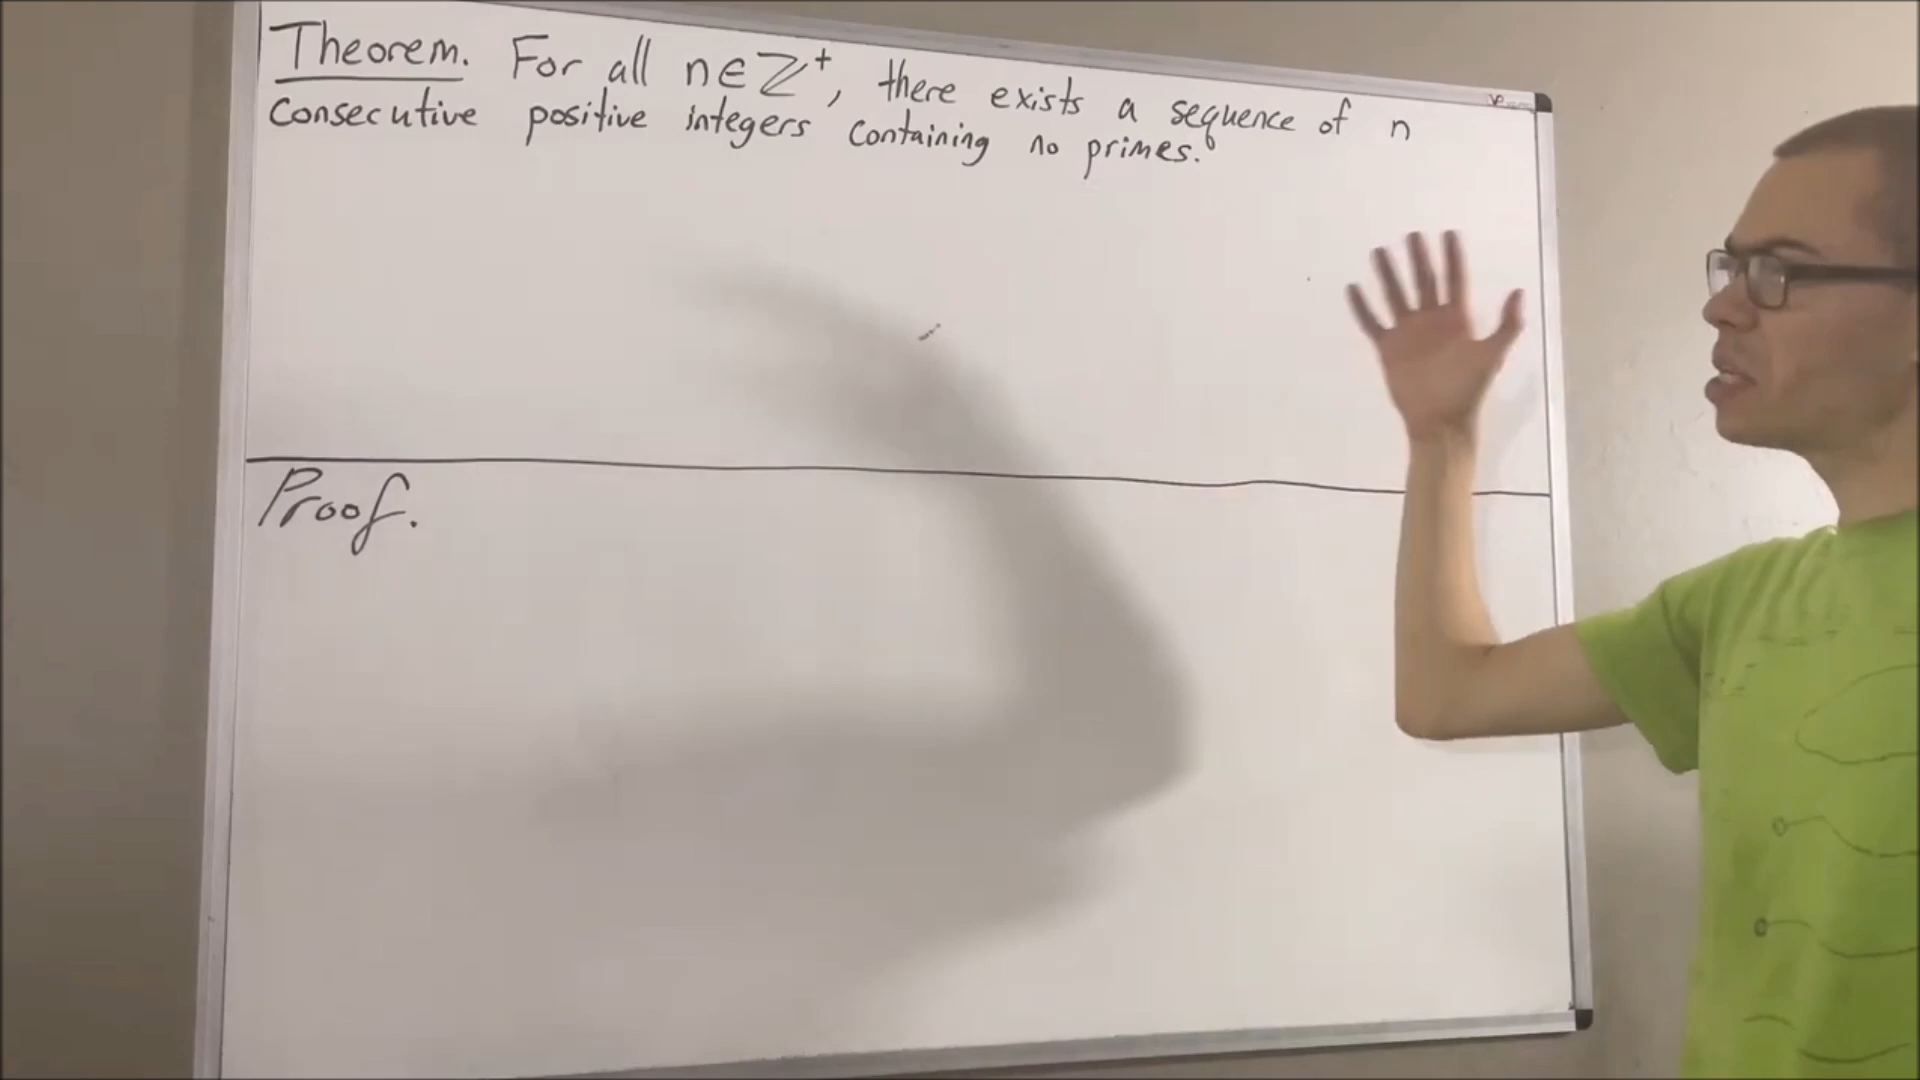 Theorem. For all n∈ℤ⁺, there exists a sequence of n
consecutive positive integers containing no primes.
Proof.